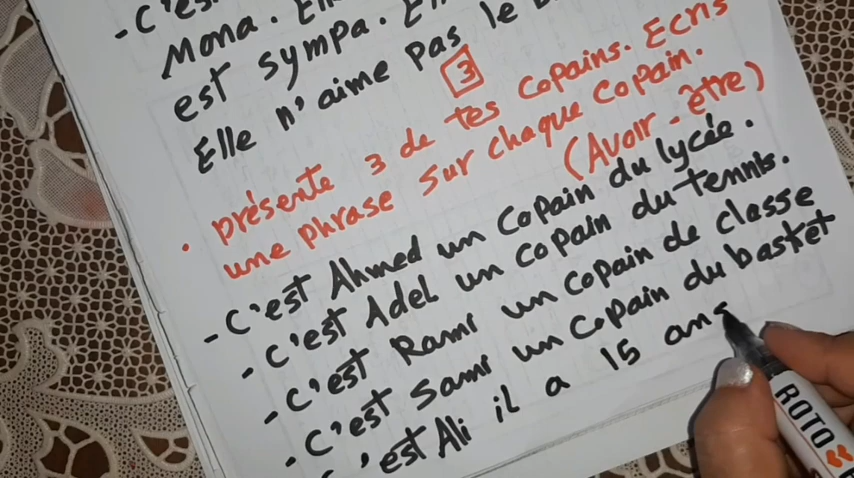 - C'est
Mona.
est sympa.
Elle n'aime pas le
3
• présente 3 de tes Copains. Ecris
une phrase sur chaque Copain.
(Avoir - être)
- C'est Ahmed un Copain du lycée.
- C'est Adel un Copain du tennis.
- C'est Rami un Copain de classe
- C'est Sami un Copain du basket
C'est Ali il a 15 ans
ROTO